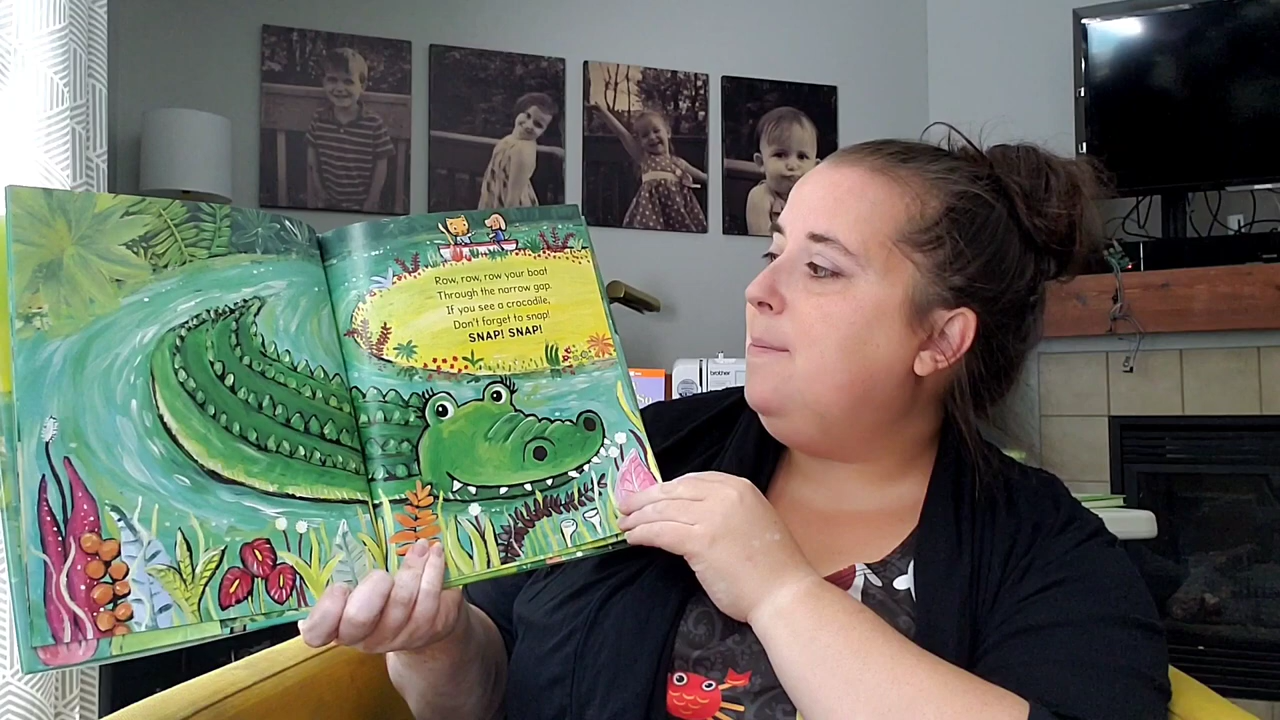 Row, row, row your boat
Through the narrow gap.
If you see a crocodile,
Don't forget to snap!
SNAP! SNAP!
brother